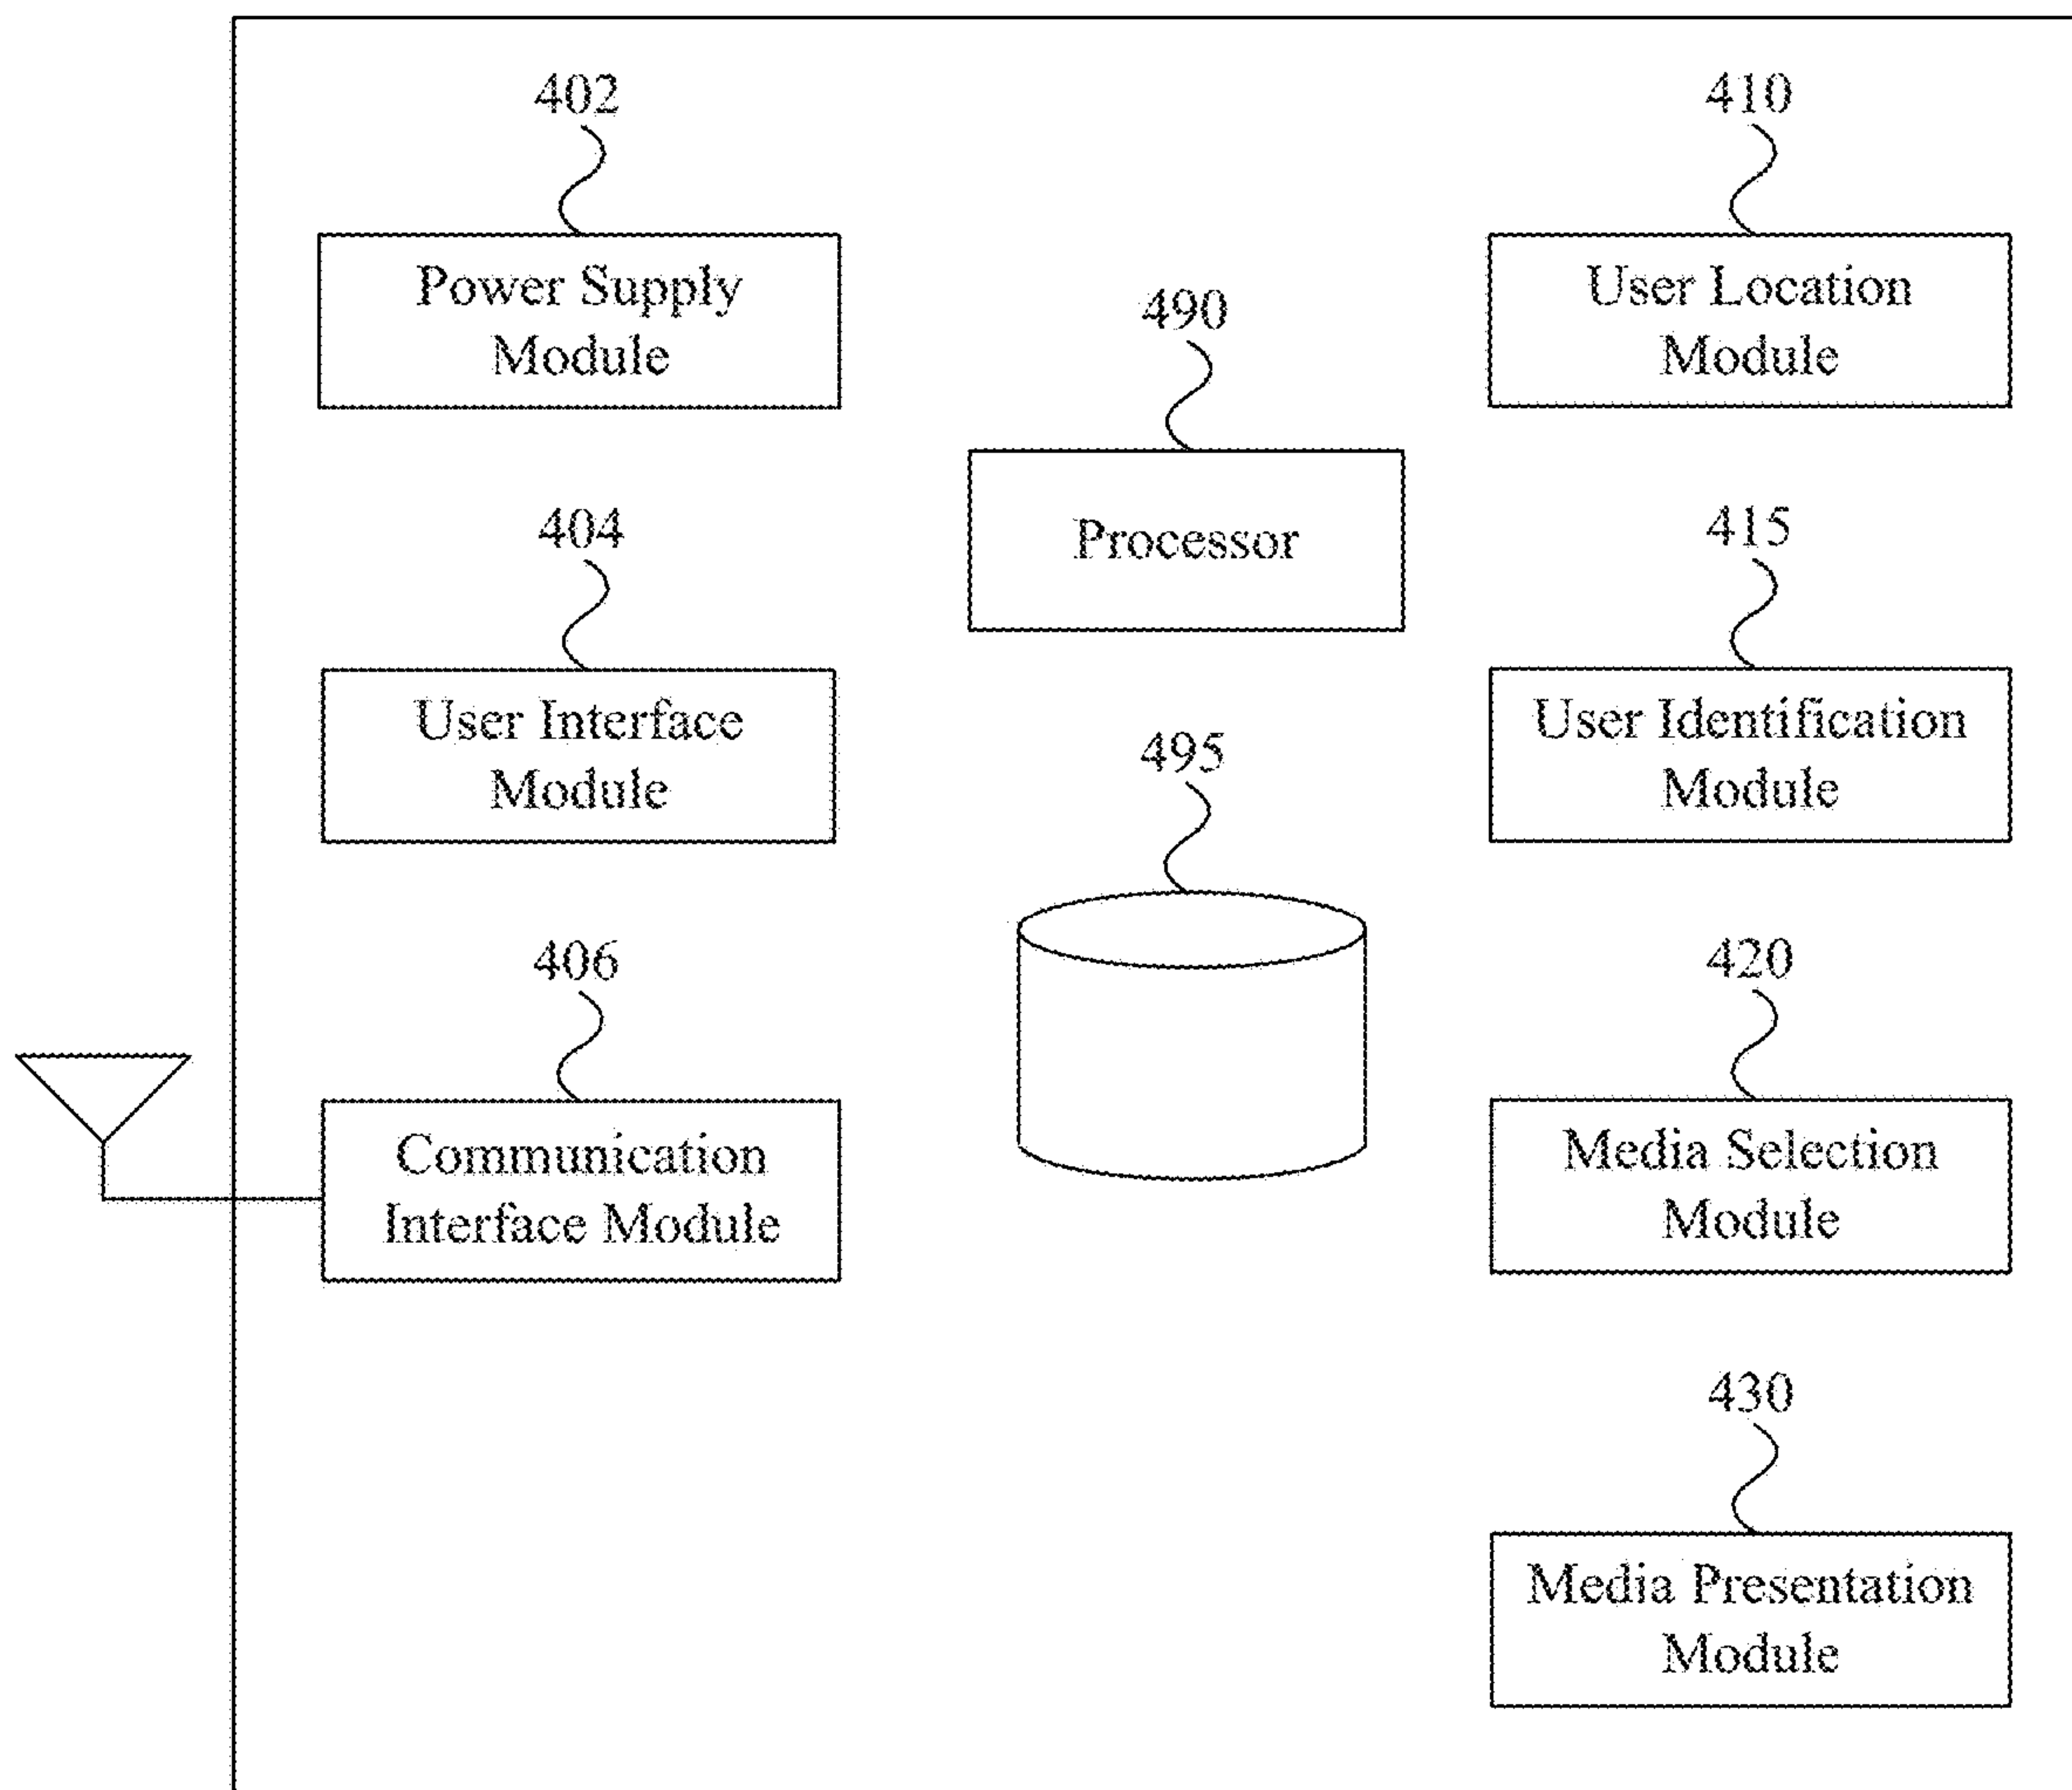 402
Power Supply
Module
404
User Interface
Module
406
Communication
Interface Module
490
Processor
495
410
User Location
Module
415
User Identification
Module
420
Media Selection
Module
430
Media Presentation
Module